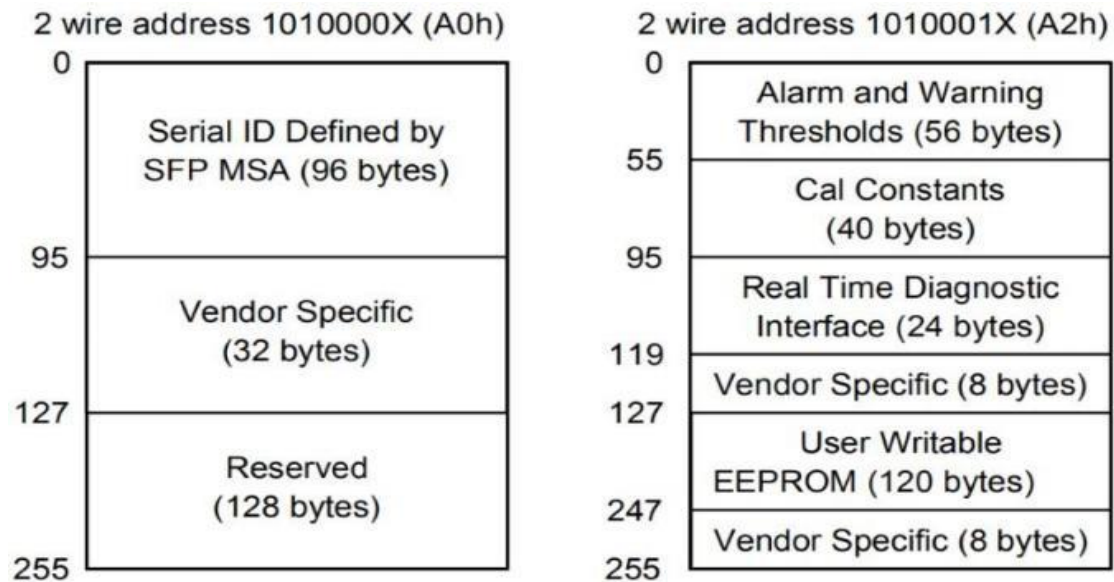 2 wire address 1010000X (A0h)
0
Serial ID Defined by
SFP MSA (96 bytes)
95
Vendor Specific
(32 bytes)
127
Reserved
(128 bytes)
255
2 wire address 1010001X (A2h)
0
Alarm and Warning
Thresholds (56 bytes)
55
Cal Constants
(40 bytes)
95
Real Time Diagnostic
Interface (24 bytes)
119
Vendor Specific (8 bytes)
127
User Writable
EEPROM (120 bytes)
247
Vendor Specific (8 bytes)
255